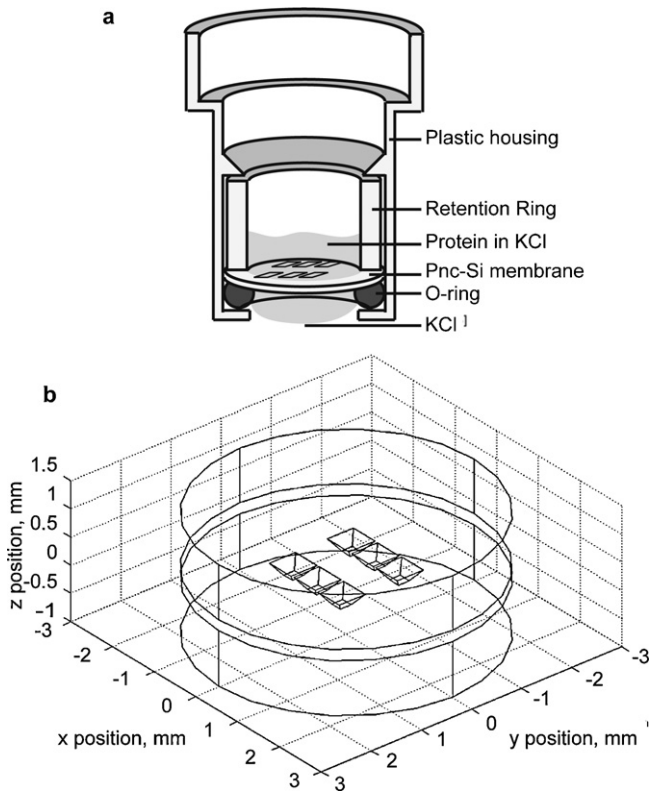 a
Plastic housing
Retention Ring
Protein in KCl
Pnc-Si membrane
O-ring
KCl ]
b
1.5
1
0.5
0
-0.5
-1
z position, mm
-3
-2
-1
0
1
2
3
x position, mm
3
2
1
0
-1
-2
-3
y position, mm